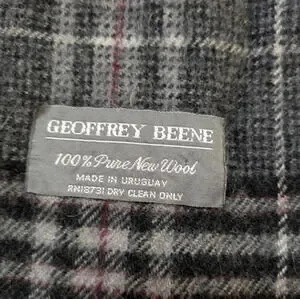 GEOFFREY BEENE
100% Pure New Wool
MADE IN URUGUAY
RN18731 DRY CLEAN ONLY